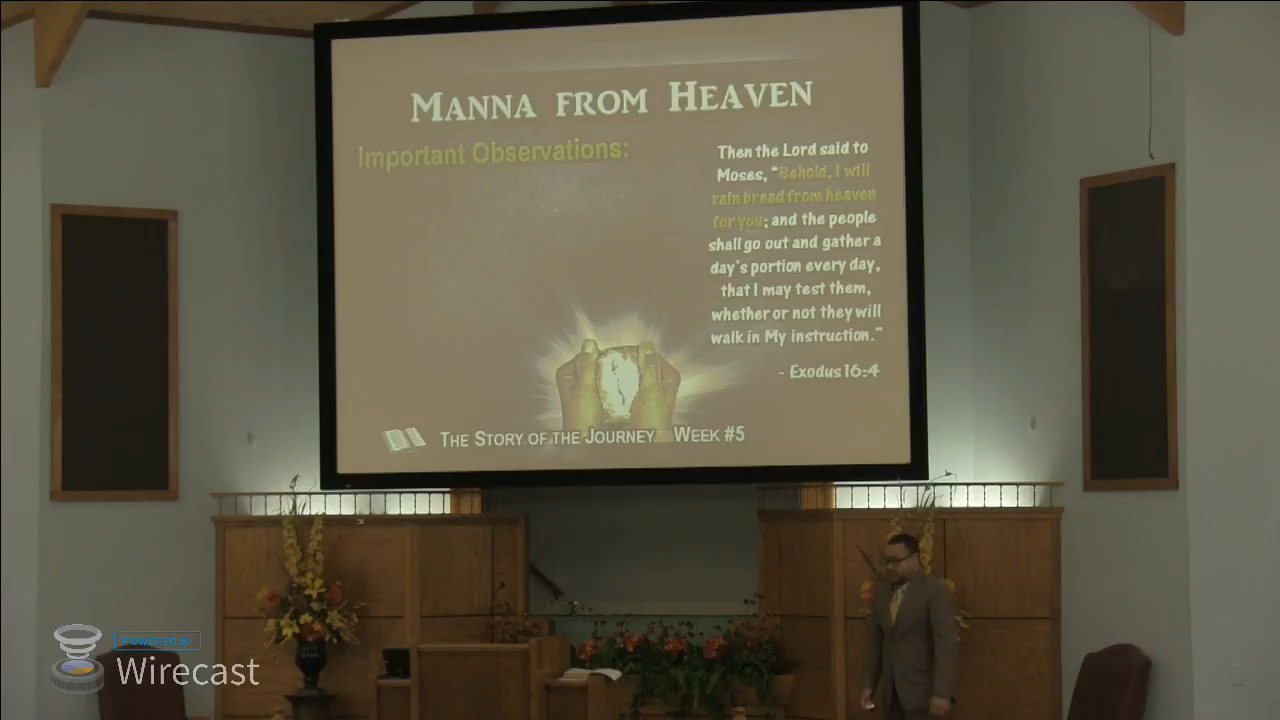 MANNA FROM HEAVEN
Important Observations:
Then the Lord said to
Moses, "Behold, I will
rain bread from heaven
for you; and the people
shall go out and gather a
day's portion every day,
that I may test them,
whether or not they will
walk in My instruction."
~ Exodus 16:4
THE STORY OF THE JOURNEY WEEK #5
POWERED BY
Wirecast